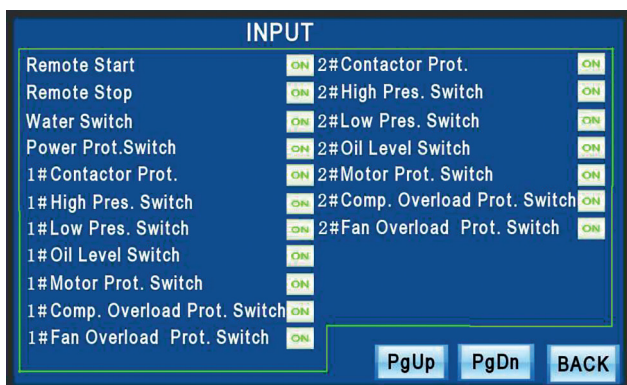 INPUT
Remote Start ON
Remote Stop ON
Water Switch ON
Power Prot.Switch ON
1#Contactor Prot. ON
1#High Pres. Switch ON
1#Low Pres. Switch ON
1#Oil Level Switch ON
1#Motor Prot. Switch ON
1#Comp. Overload Prot. Switch ON
1#Fan Overload Prot. Switch ON
2#Contactor Prot. ON
2#High Pres. Switch ON
2#Low Pres. Switch ON
2#Oil Level Switch ON
2#Motor Prot. Switch ON
2#Comp. Overload Prot. Switch ON
2#Fan Overload Prot. Switch ON
PgUp PgDn BACK